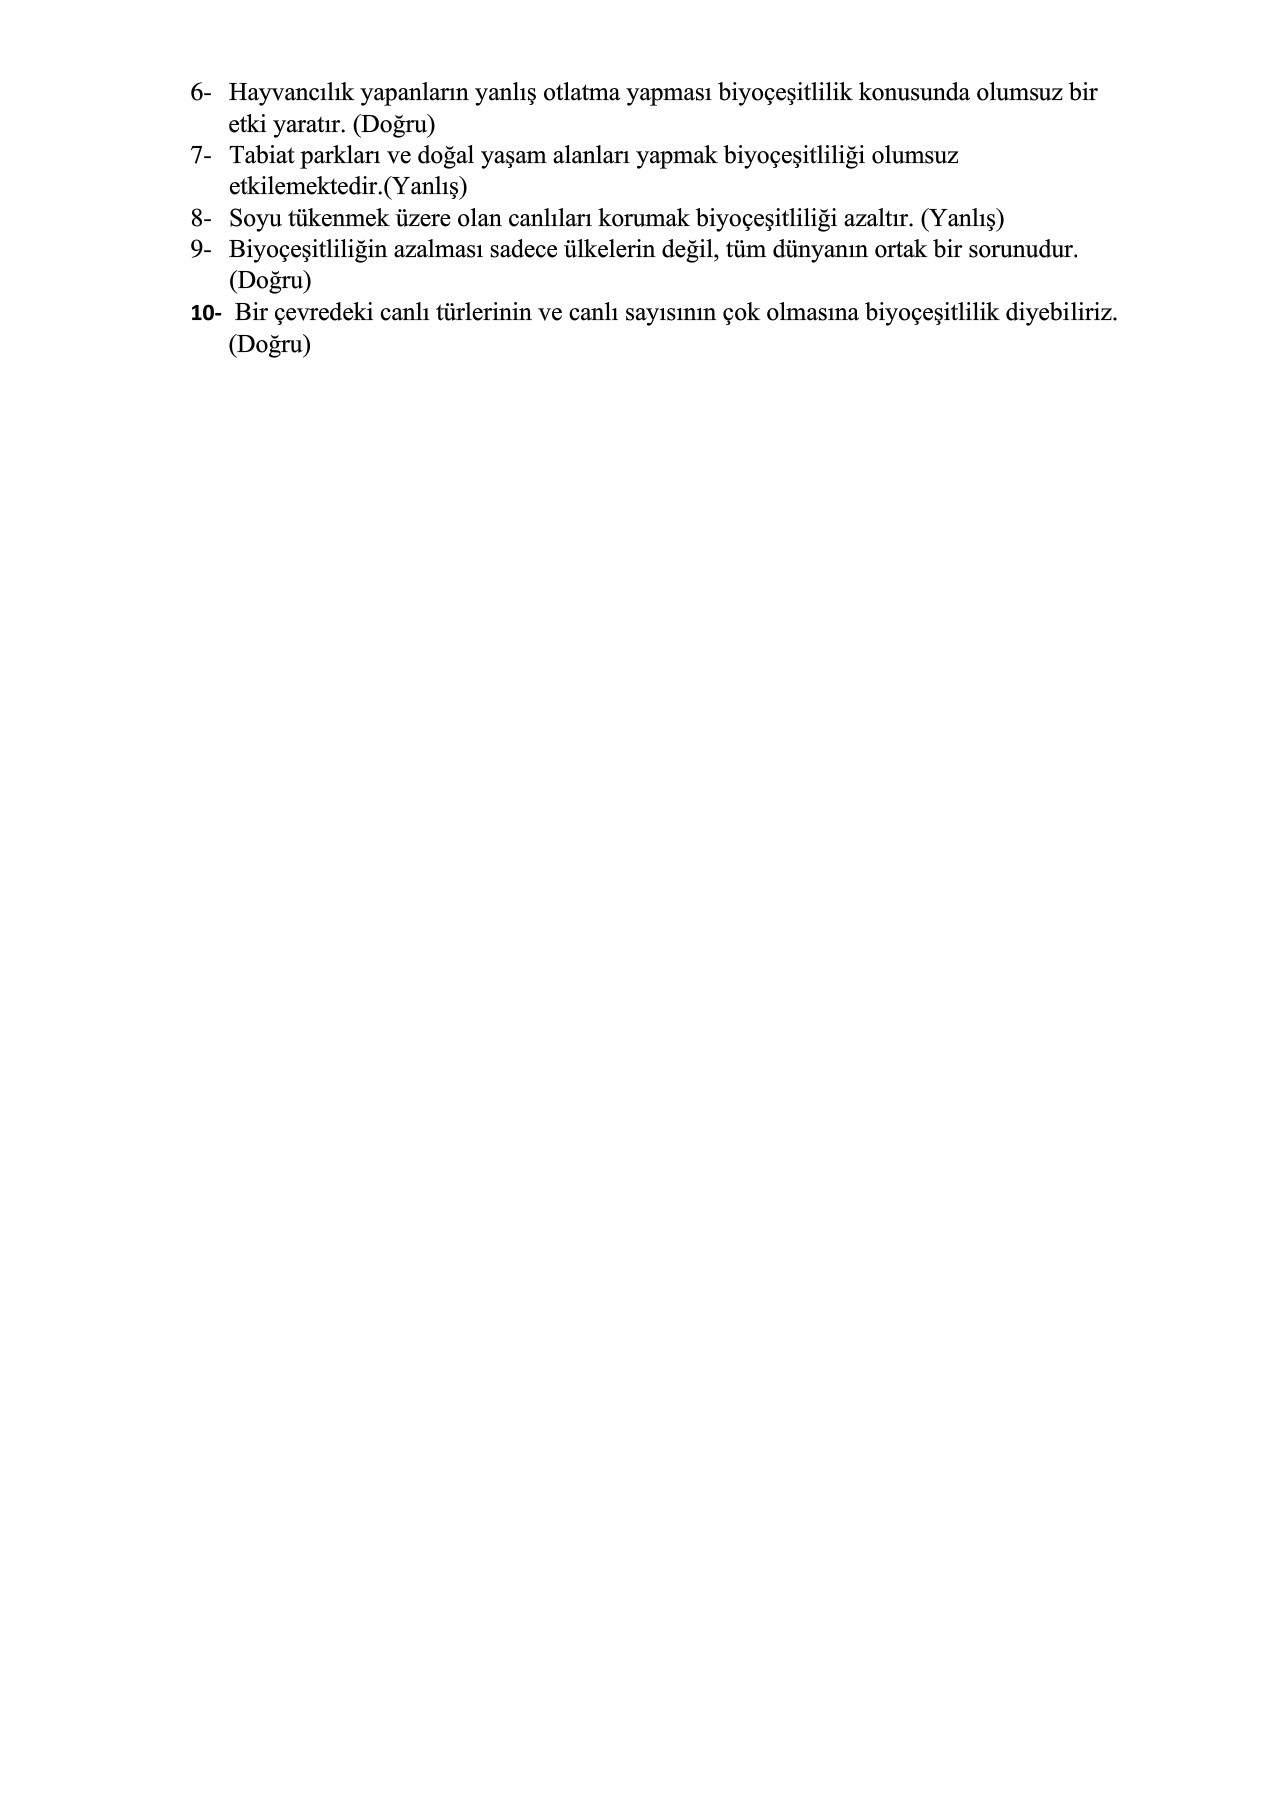 6- Hayvancılık yapanların yanlış otlatma yapması biyoçeşitlilik konusunda olumsuz bir
etki yaratır. (Doğru)
7- Tabiat parkları ve doğal yaşam alanları yapmak biyoçeşitliliği olumsuz
etkilemektedir.(Yanlış)
8- Soyu tükenmek üzere olan canlıları korumak biyoçeşitliliği azaltır. (Yanlış)
9- Biyoçeşitliliğin azalması sadece ülkelerin değil, tüm dünyanın ortak bir sorunudur.
(Doğru)
10- Bir çevredeki canlı türlerinin ve canlı sayısının çok olmasına biyoçeşitlilik diyebiliriz.
(Doğru)